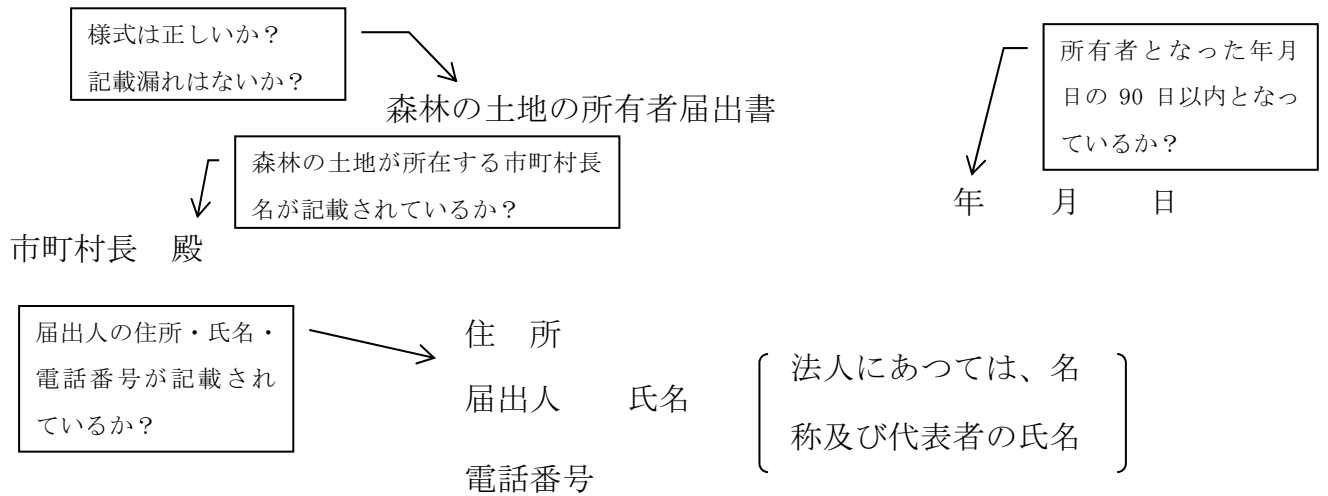 様式は正しいか？
記載漏れはないか？
所有者となった年月
日の 90 日以内となっ
ているか？
森林の土地の所有者届出書
森林の土地が所在する市町村長
名が記載されているか？
年　月　日
市町村長　殿
届出人の住所・氏名・
電話番号が記載され
ているか？
住　所
届出人　氏名
電話番号
法人にあつては、名
称及び代表者の氏名